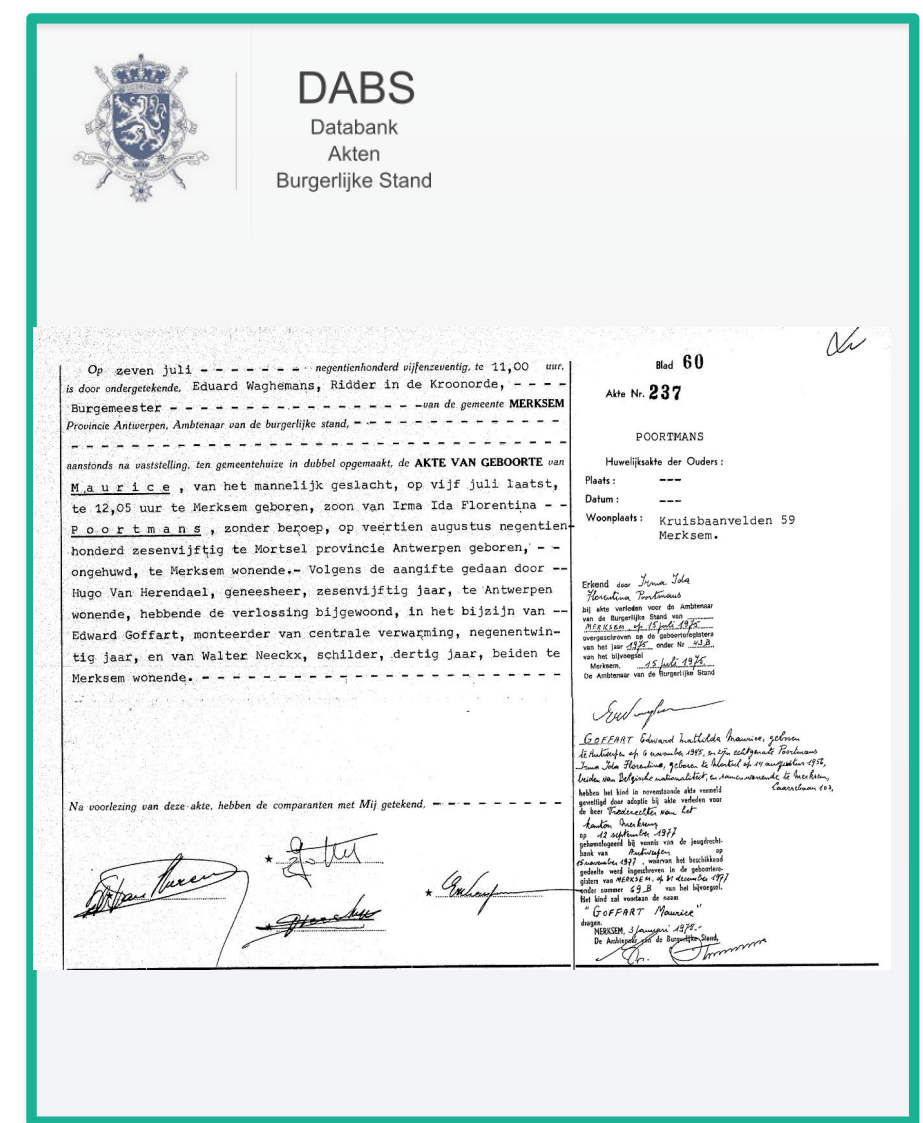 DABS
Databank
Akten
Burgerlijke Stand
Op zeven juli - - - - - - - negentienhonderd vijfenzeventig, te 11,00 uur,
is door ondergetekende, Eduard Waghemans, Ridder in de Kroonorde, - - - -
Burgemeester - - - - - - - - - - - - - - - - van de gemeente MERKSEM
Provincie Antwerpen, Ambtenaar van de burgerlijke stand, - - - - - - - - - - - - - -
aanstonds na vaststelling, ten gemeentehuize in dubbel opgemaakt, de AKTE VAN GEBOORTE van
M a u r i c e , van het mannelijk geslacht, op vijf juli laatst,
te 12,05 uur te Merksem geboren, zoon van Irma Ida Florentina - -
P o o r t m a n s , zonder beroep, op veertien augustus negentien-
honderd zesenvijftig te Mortsel provincie Antwerpen geboren, - -
ongehuwd, te Merksem wonende.- Volgens de aangifte gedaan door --
Hugo Van Herendael, geneesheer, zesenvijftig jaar, te Antwerpen
wonende, hebbende de verlossing bijgewoond, in het bijzijn van --
Edward Goffart, monteerder van centrale verwarming, negenentwin-
tig jaar, en van Walter Neeckx, schilder, dertig jaar, beiden te
Merksem wonende. - - - - - - - - - - - - - - - - - - - - - - - -
Na voorlezing van deze akte, hebben de comparanten met Mij getekend, - - - - - - - - -
Blad 60
Akte Nr. 237
POORTMANS
Huwelijksakte der Ouders :
Plaats : ---
Datum : ---
Woonplaats : Kruisbaanvelden 59
Merksem.
Erkend door Irma Ida
Florentina Poortmans
bij akte verleden voor de Ambtenaar
van de Burgerlijke Stand van
MERKSEM, op 15 juli 1975
overgeschreven op de geboorteregisters
van het jaar 1975 onder Nr 43 B
van het bijvoegsel
Merksem, 15 juli 1975
De Ambtenaar van de Burgerlijke Stand
GOFFART Edward Mathilda Maurice, geboren
te Antwerpen op 6 november 1945, en zijn echtgenote Poortmans
Irma Ida Florentina, geboren te Mortsel op 14 augustus 1956,
beiden van Belgische nationaliteit, en samenwonende te Merksem,
hebben het kind in nevenstaande akte vermeld
gewettigd door adoptie bij akte verleden voor
de heer Vrederechter van het
kanton Merksem
op 12 september 1977
gehomologeerd bij vonnis van de jeugdrecht-
bank van Antwerpen op
15 november 1977, waarvan het beschikkend
gedeelte werd ingeschreven in de geboortere-
gisters van MERKSEM, op 21 december 1977
onder nummer 69 B van het bijvoegsel.
Het kind zal voortaan de naam
"GOFFART Maurice"
dragen.
MERKSEM, 3 januari 1978.-
De Ambtenaar van de Burgerlijke Stand,